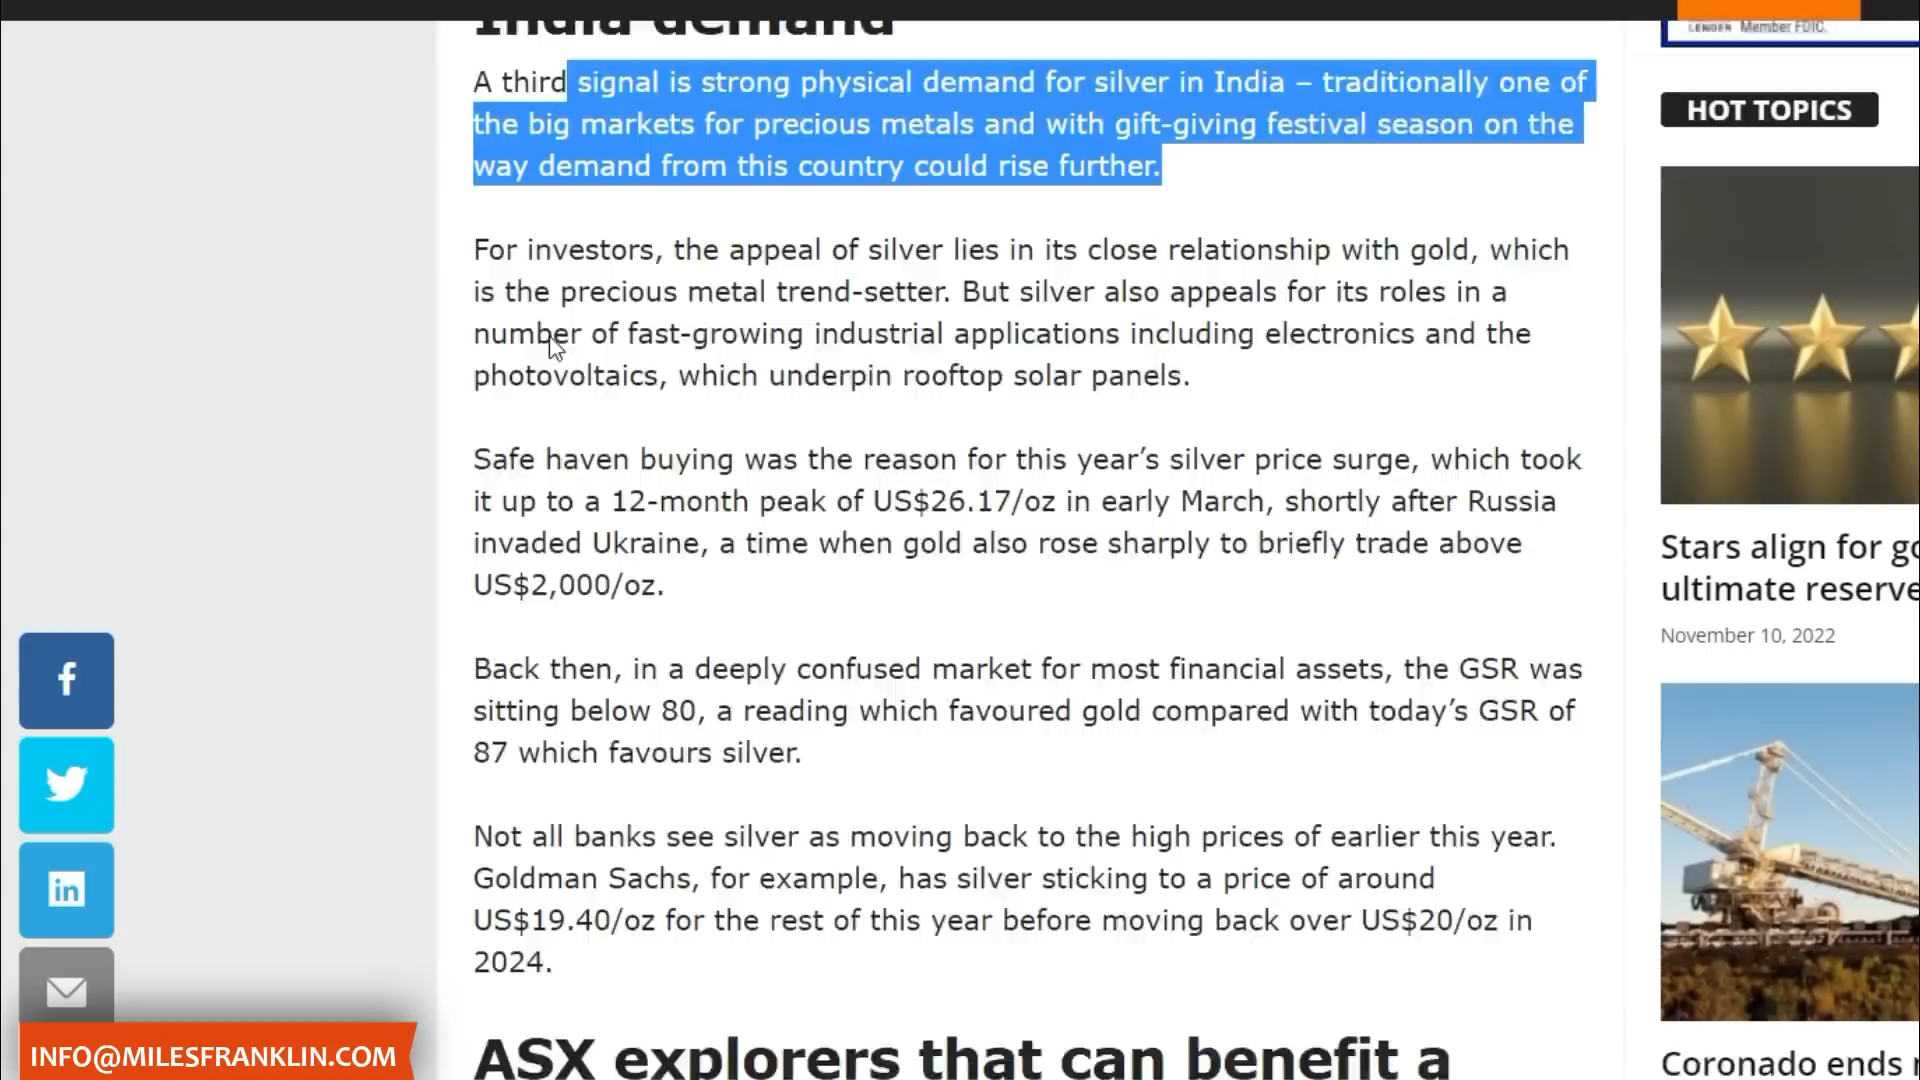 India demand
A third signal is strong physical demand for silver in India – traditionally one of
the big markets for precious metals and with gift-giving festival season on the
way demand from this country could rise further.
For investors, the appeal of silver lies in its close relationship with gold, which
is the precious metal trend-setter. But silver also appeals for its roles in a
number of fast-growing industrial applications including electronics and the
photovoltaics, which underpin rooftop solar panels.
Safe haven buying was the reason for this year’s silver price surge, which took
it up to a 12-month peak of US$26.17/oz in early March, shortly after Russia
invaded Ukraine, a time when gold also rose sharply to briefly trade above
US$2,000/oz.
Back then, in a deeply confused market for most financial assets, the GSR was
sitting below 80, a reading which favoured gold compared with today’s GSR of
87 which favours silver.
Not all banks see silver as moving back to the high prices of earlier this year.
Goldman Sachs, for example, has silver sticking to a price of around
US$19.40/oz for the rest of this year before moving back over US$20/oz in
2024.
ASX explorers that can benefit a
LENDER Member FDIC.
HOT TOPICS
Stars align for go
ultimate reserve
November 10, 2022
Coronado ends
f
in
INFO@MILESFRANKLIN.COM